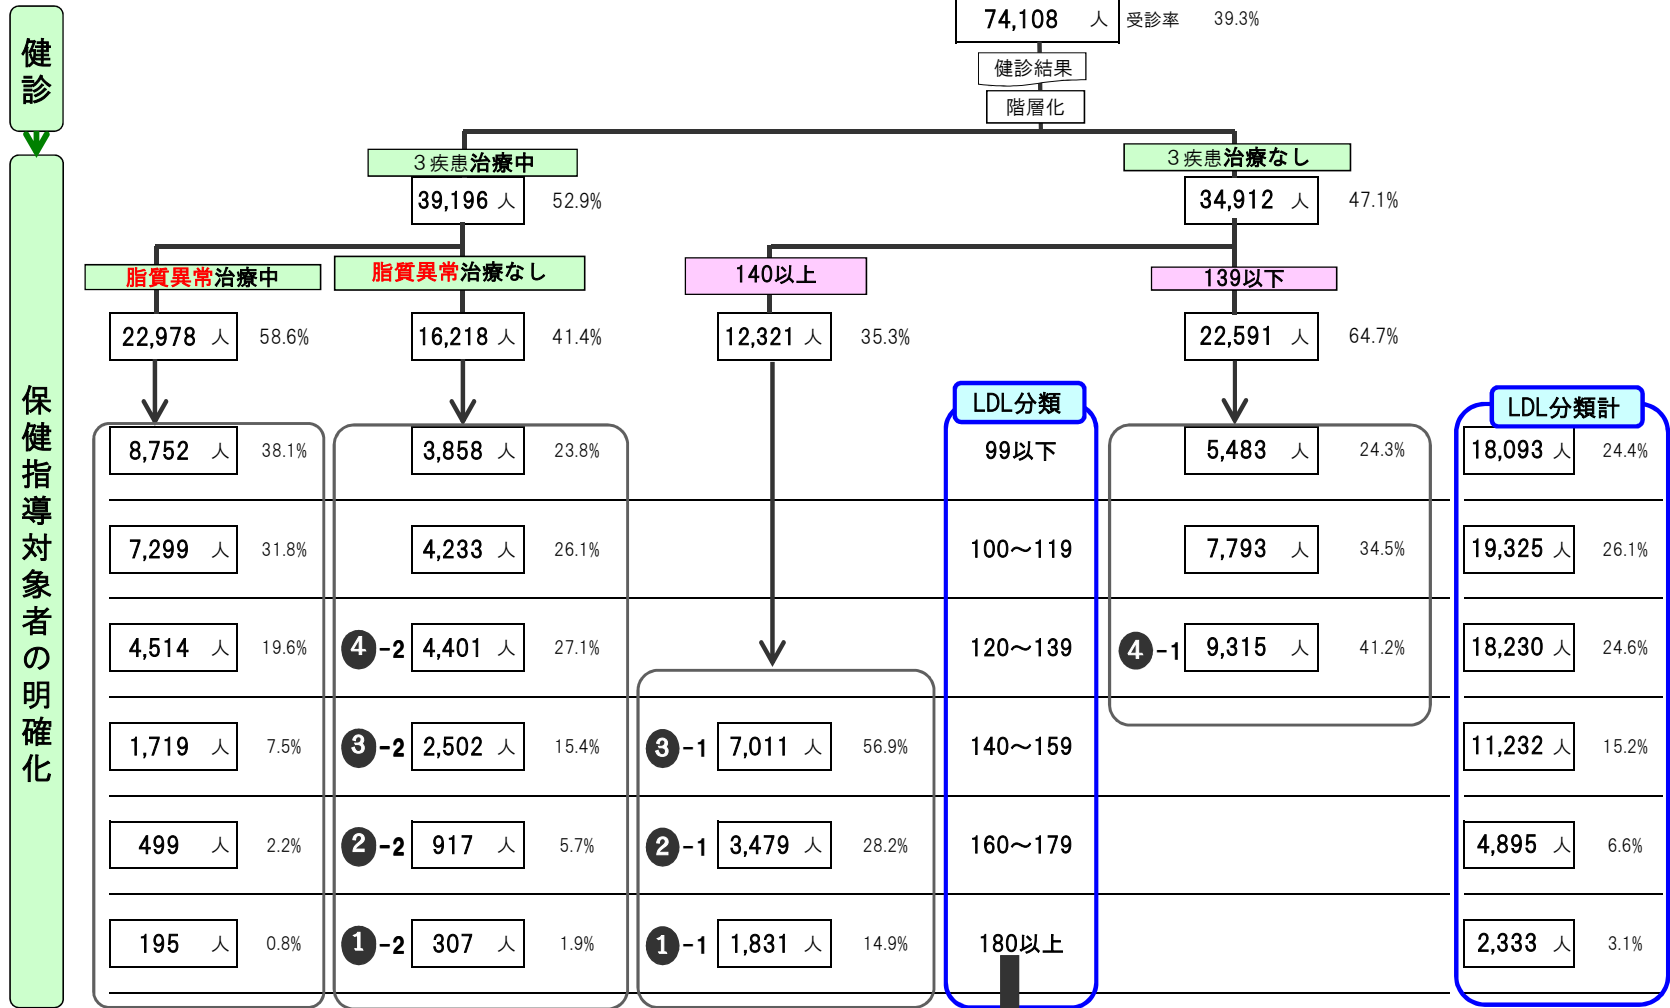 健診
74,108 人 受診率 39.3%
健診結果
階層化
3疾患治療中
3疾患治療なし
39,196 人 52.9%
34,912 人 47.1%
脂質異常治療中
脂質異常治療なし
140以上
139以下
22,978 人 58.6%
16,218 人 41.4%
12,321 人 35.3%
22,591 人 64.7%
保健指導対象者の明確化
LDL分類
LDL分類計
8,752 人 38.1%
3,858 人 23.8%
99以下
5,483 人 24.3%
18,093 人 24.4%
7,299 人 31.8%
4,233 人 26.1%
100～119
7,793 人 34.5%
19,325 人 26.1%
4,514 人 19.6%
❹-2 4,401 人 27.1%
120～139
❹-1 9,315 人 41.2%
18,230 人 24.6%
1,719 人 7.5%
❸-2 2,502 人 15.4%
❸-1 7,011 人 56.9%
140～159
11,232 人 15.2%
499 人 2.2%
❷-2 917 人 5.7%
❷-1 3,479 人 28.2%
160～179
4,895 人 6.6%
195 人 0.8%
❶-2 307 人 1.9%
❶-1 1,831 人 14.9%
180以上
2,333 人 3.1%